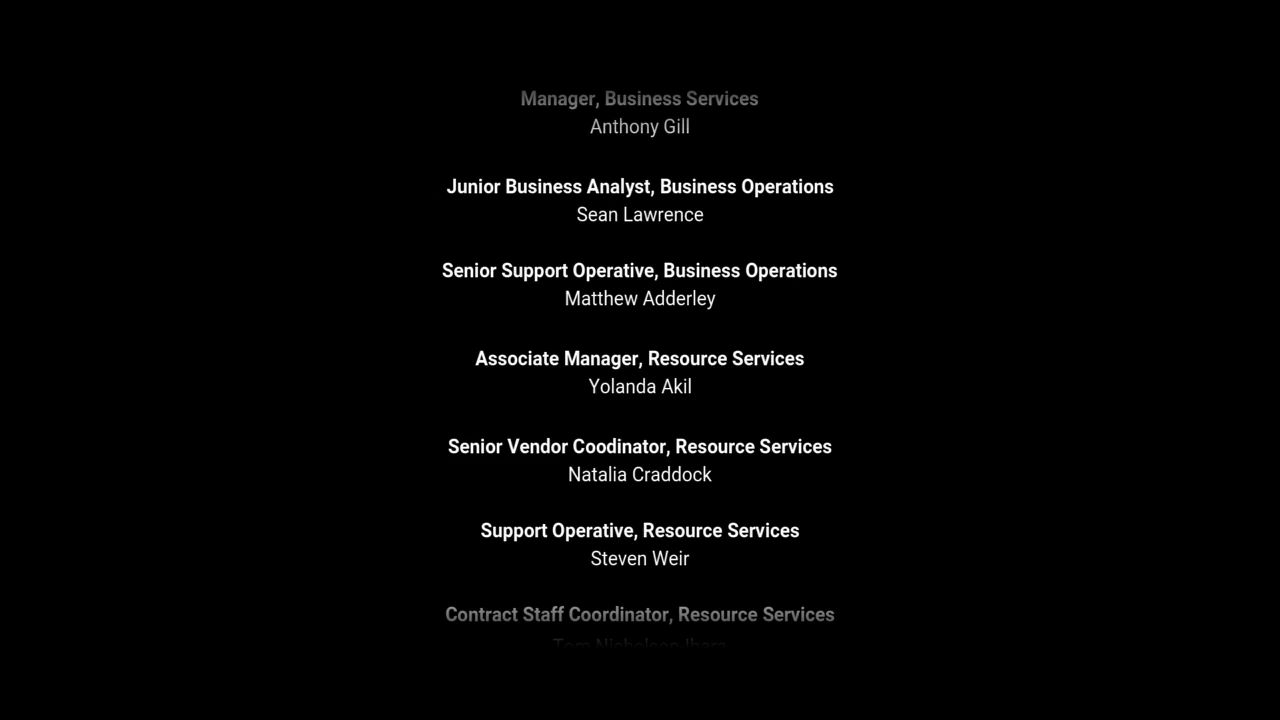 Manager, Business Services
Anthony Gill
Junior Business Analyst, Business Operations
Sean Lawrence
Senior Support Operative, Business Operations
Matthew Adderley
Associate Manager, Resource Services
Yolanda Akil
Senior Vendor Coodinator, Resource Services
Natalia Craddock
Support Operative, Resource Services
Steven Weir
Contract Staff Coordinator, Resource Services
Tom